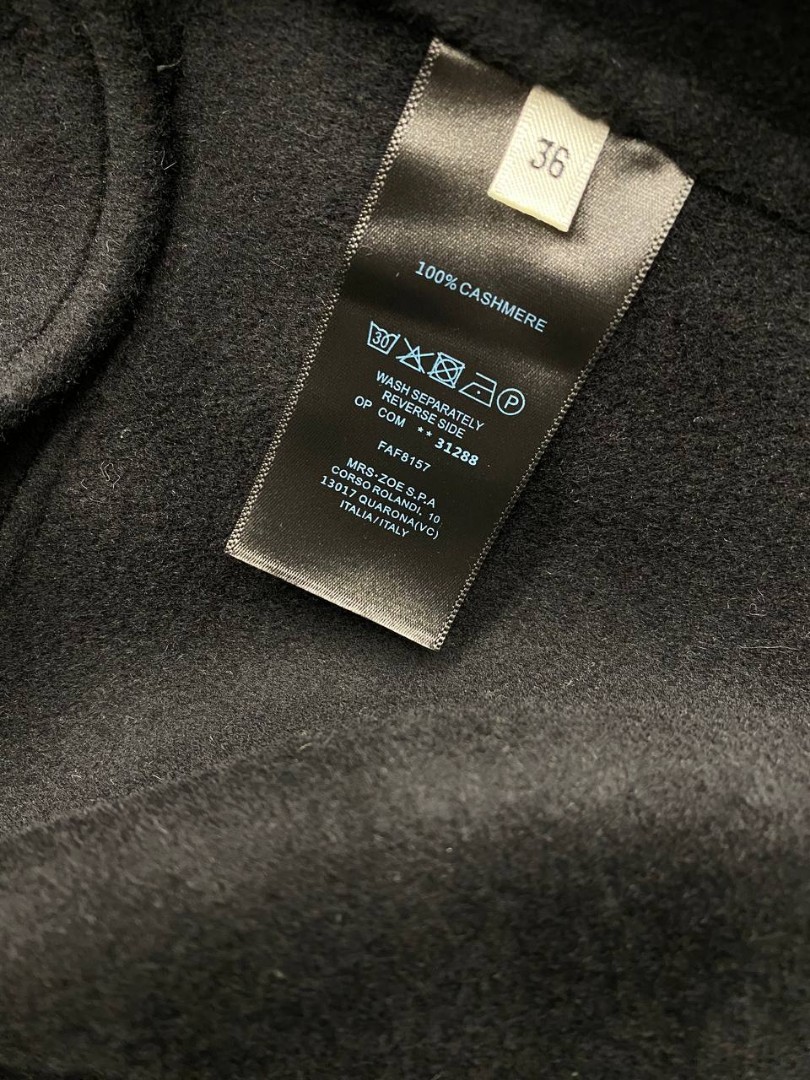 36
100%CASHMERE
30
P
WASH SEPARATELY
REVERSE SIDE
OP COM **31288
FAF8157
MRS·ZOE S.P.A
CORSO ROLANDI, 10
13017 QUARONA(VC)
ITALIA/ITALY